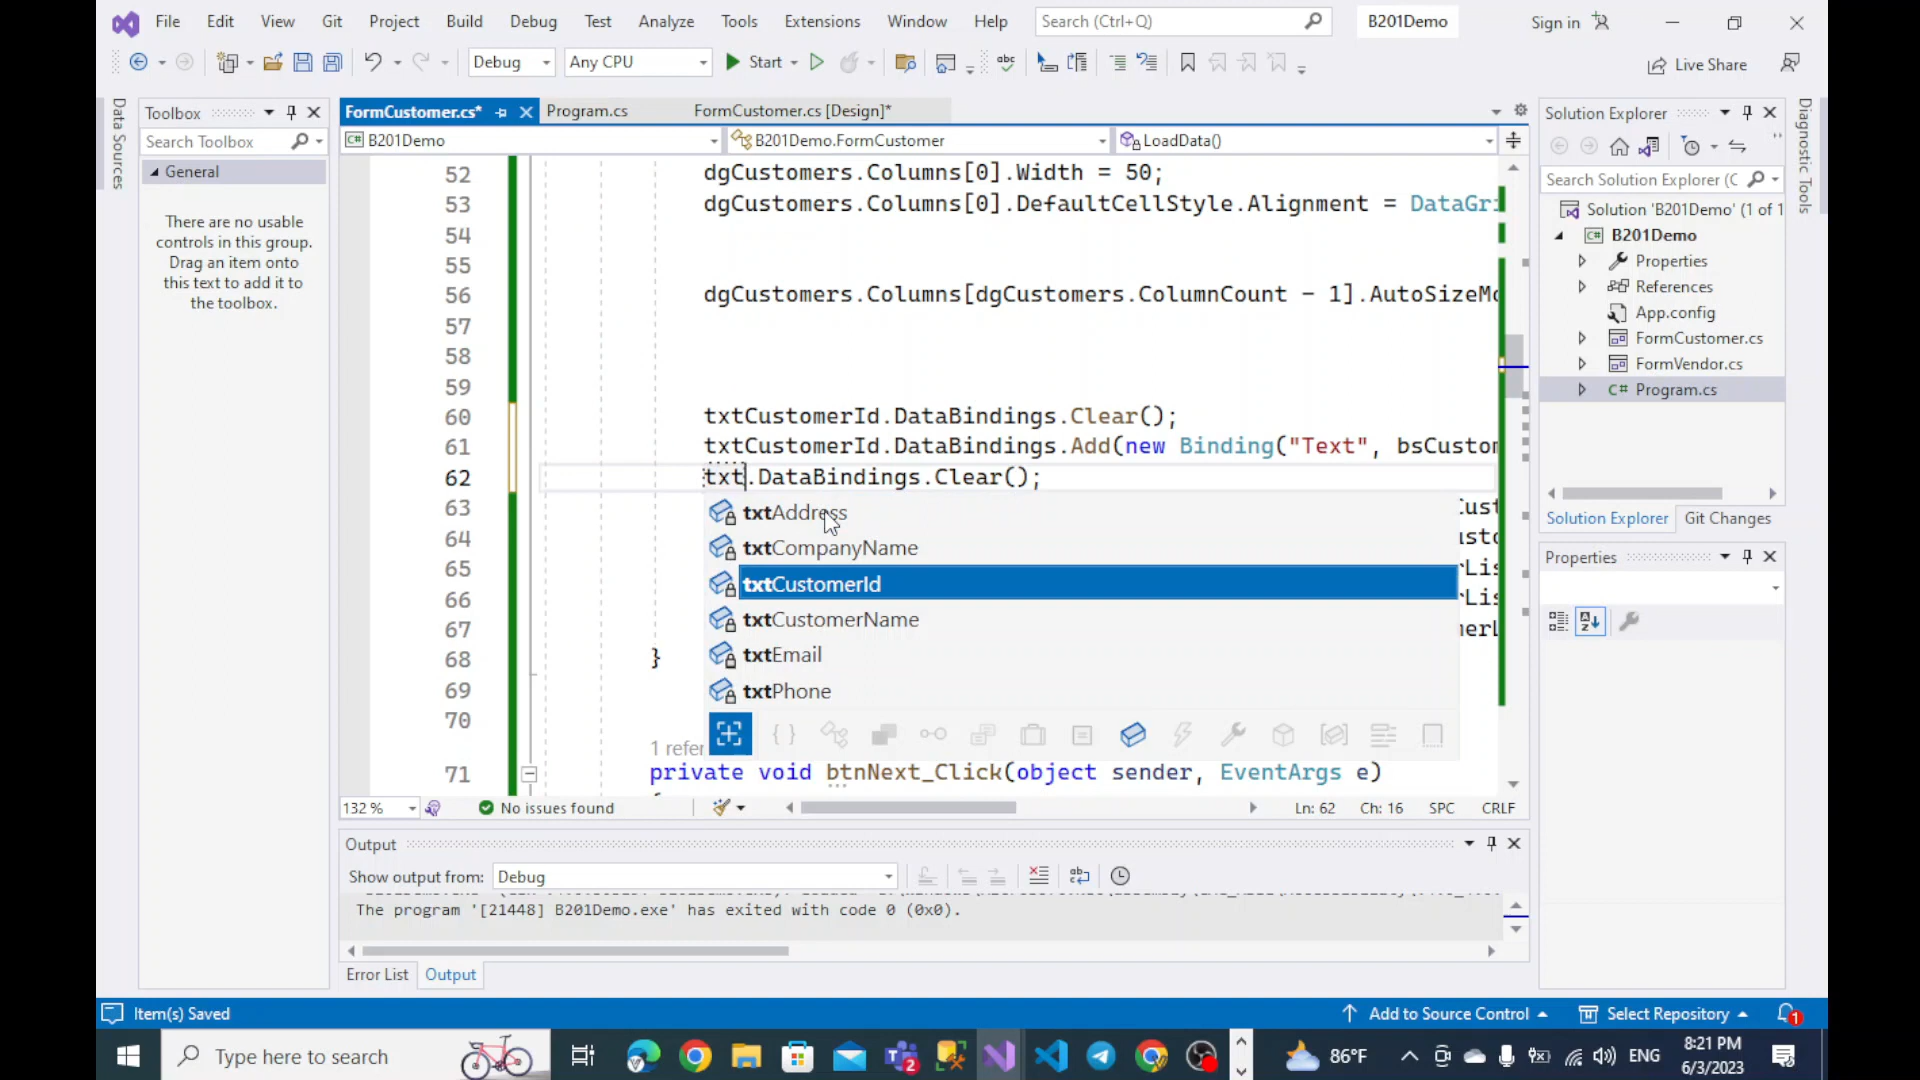 File Edit View Git Project Build Debug Test Analyze Tools Extensions Window Help Search (Ctrl+Q) B201Demo Sign in
Debug Any CPU Start Live Share
Data Sources
Toolbox
Search Toolbox
General
There are no usable
controls in this group.
Drag an item onto
this text to add it to
the toolbox.
FormCustomer.cs* Program.cs FormCustomer.cs [Design]*
B201Demo B201Demo.FormCustomer LoadData()
52 dgCustomers.Columns[0].Width = 50;
53 dgCustomers.Columns[0].DefaultCellStyle.Alignment = DataGri
54
55
56 dgCustomers.Columns[dgCustomers.ColumnCount - 1].AutoSizeMo
57
58
59
60 txtCustomerId.DataBindings.Clear();
61 txtCustomerId.DataBindings.Add(new Binding("Text", bsCustom
62 txt.DataBindings.Clear();
63
64
65
66
67
68 }
69
70
1 refer
71 private void btnNext_Click(object sender, EventArgs e)
txtAddress
txtCompanyName
txtCustomerId
txtCustomerName
txtEmail
txtPhone
132 % No issues found Ln: 62 Ch: 16 SPC CRLF
Output
Show output from: Debug
The program '[21448] B201Demo.exe' has exited with code 0 (0x0).
Error List Output
Solution Explorer
Search Solution Explorer (C
Solution 'B201Demo' (1 of 1
B201Demo
Properties
References
App.config
FormCustomer.cs
FormVendor.cs
C# Program.cs
Solution Explorer Git Changes
Properties
Diagnostic Tools
Item(s) Saved Add to Source Control Select Repository 1
Type here to search 2 86°F ENG 8:21 PM
6/3/2023